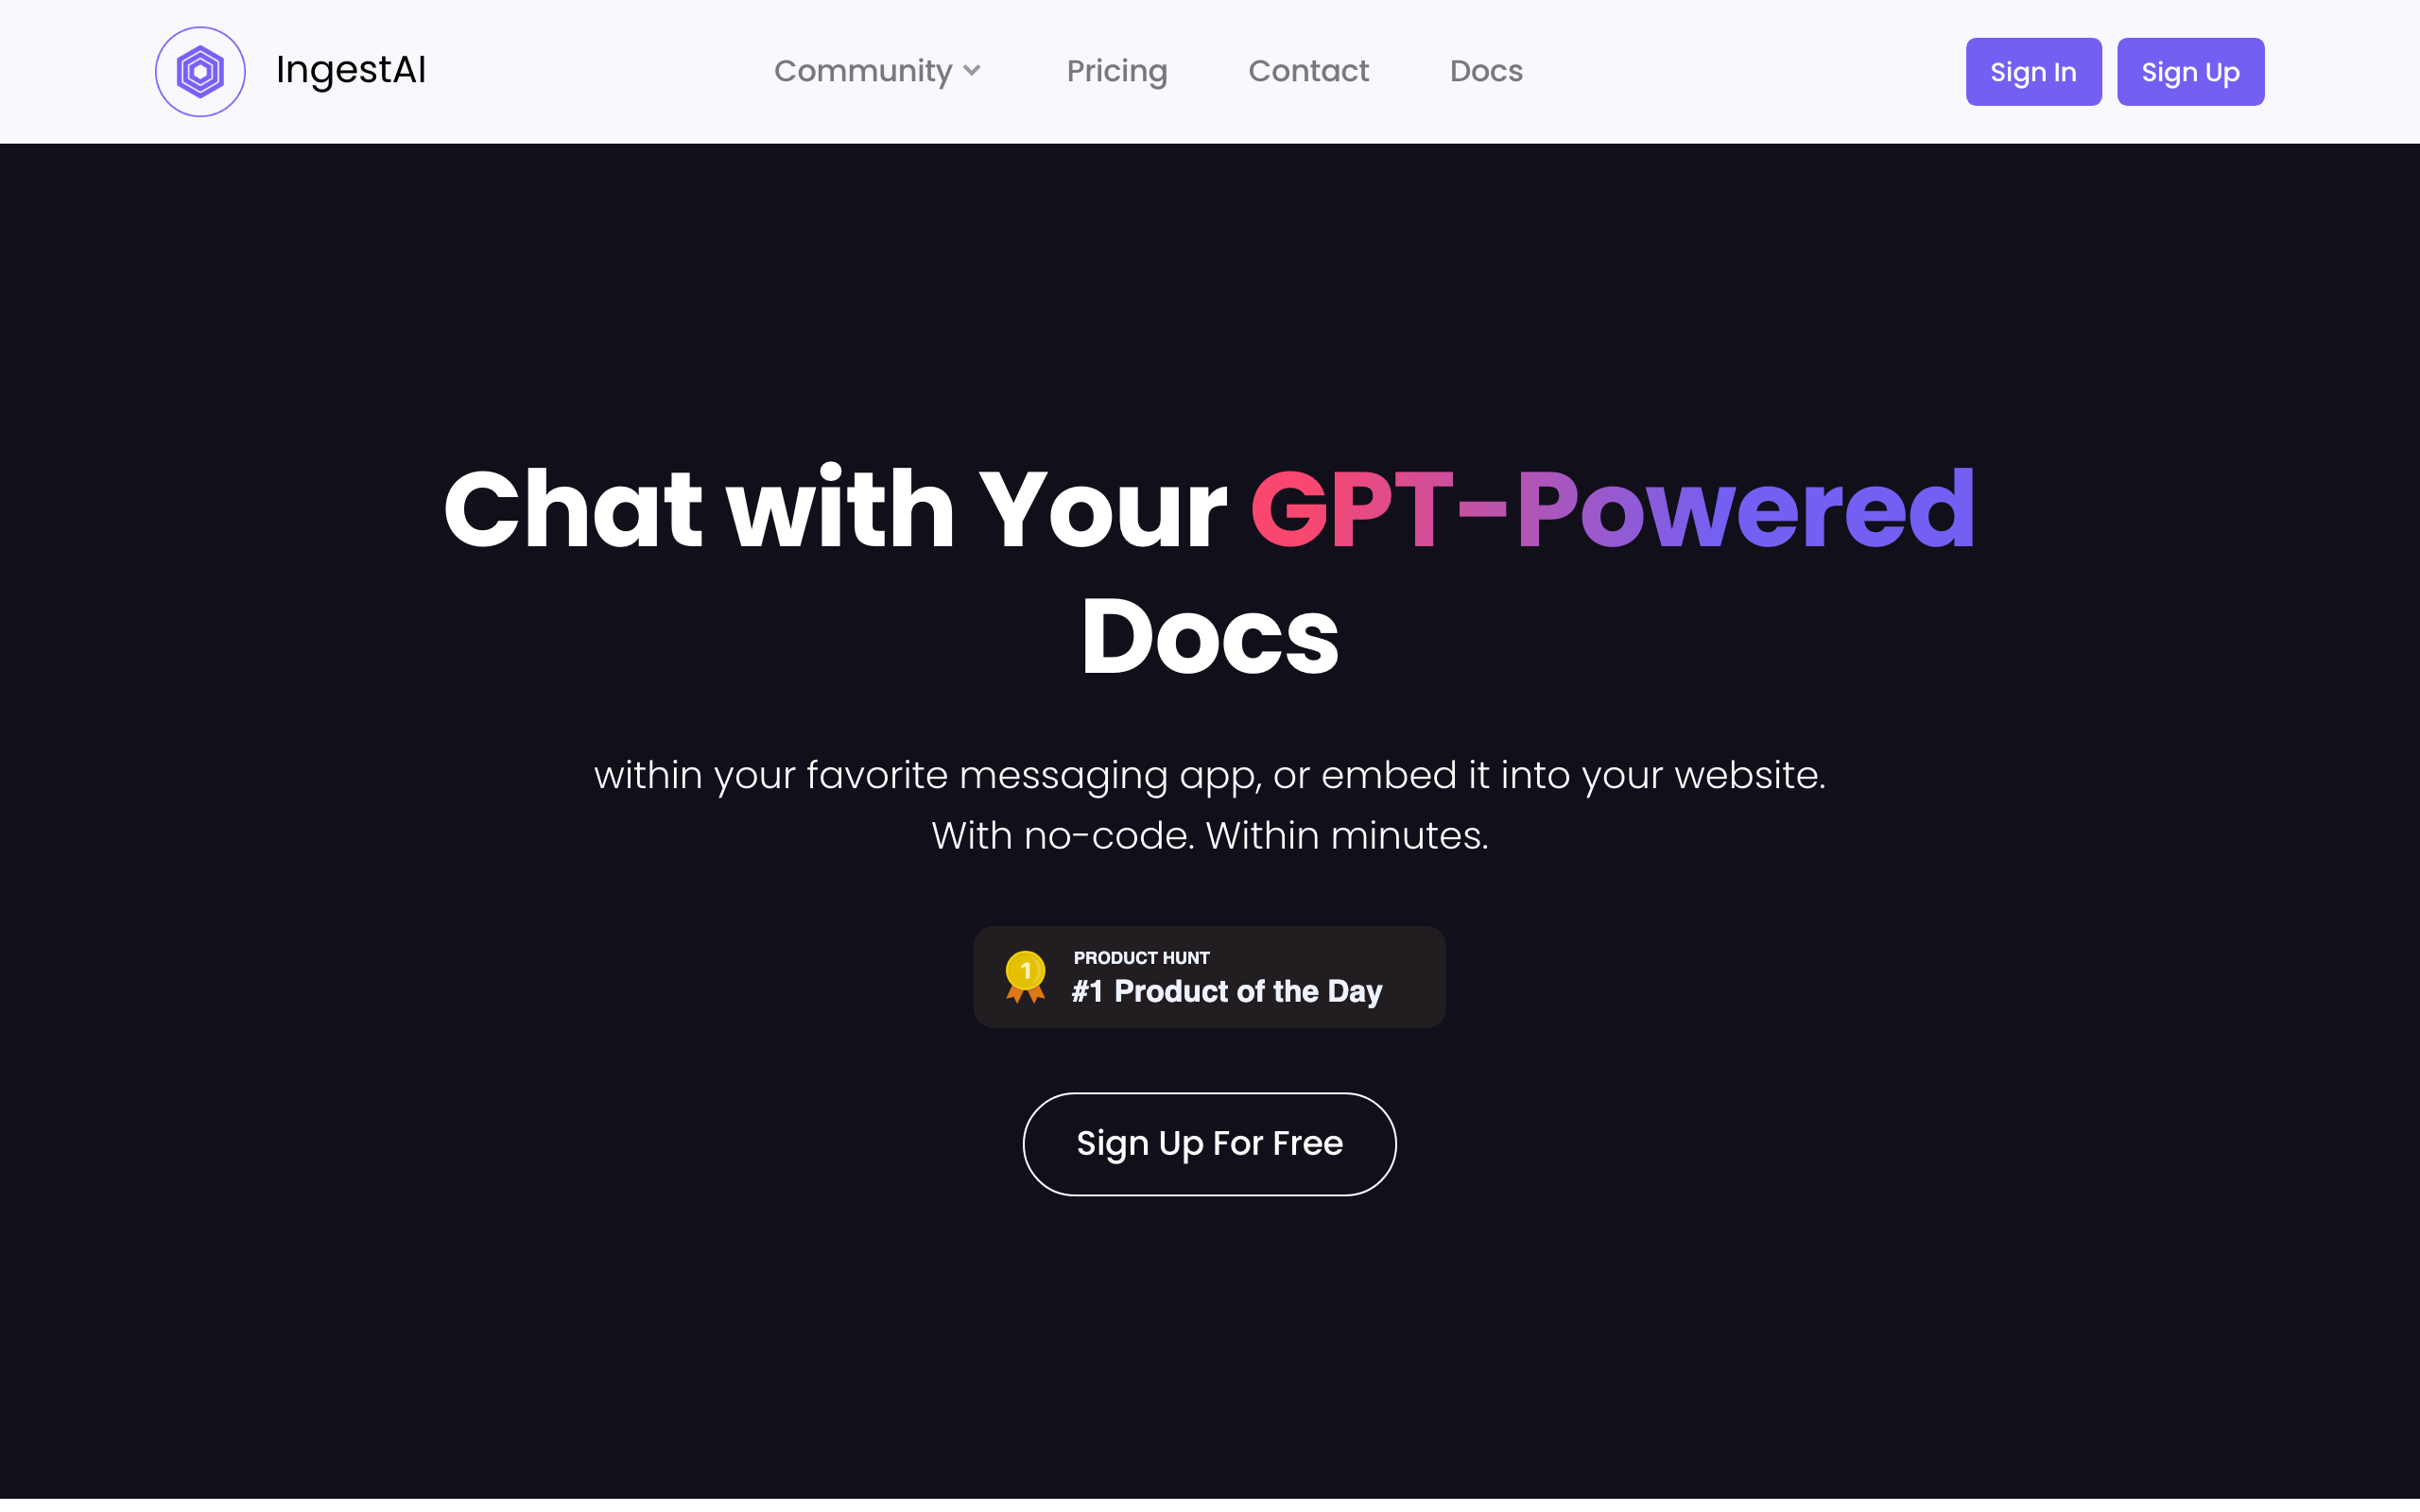 IngestAI
Community
Pricing
Contact
Docs
Sign In
Sign Up
Chat with Your GPT-Powered
Docs
within your favorite messaging app, or embed it into your website.
With no-code. Within minutes.
1
PRODUCT HUNT
#1 Product of the Day
Sign Up For Free